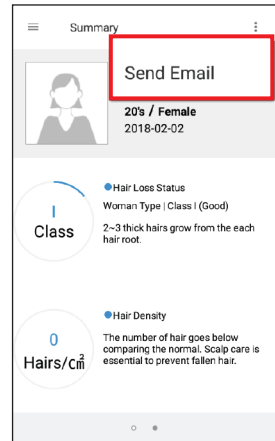 Summary
Send Email
20's / Female
2018-02-02
Hair Loss Status
I
Class
Woman Type | Class I (Good)
2~3 thick hairs grow from the each
hair root.
Hair Density
0
Hairs/cm²
The number of hair goes below
comparing the normal. Scalp care is
essential to prevent fallen hair.